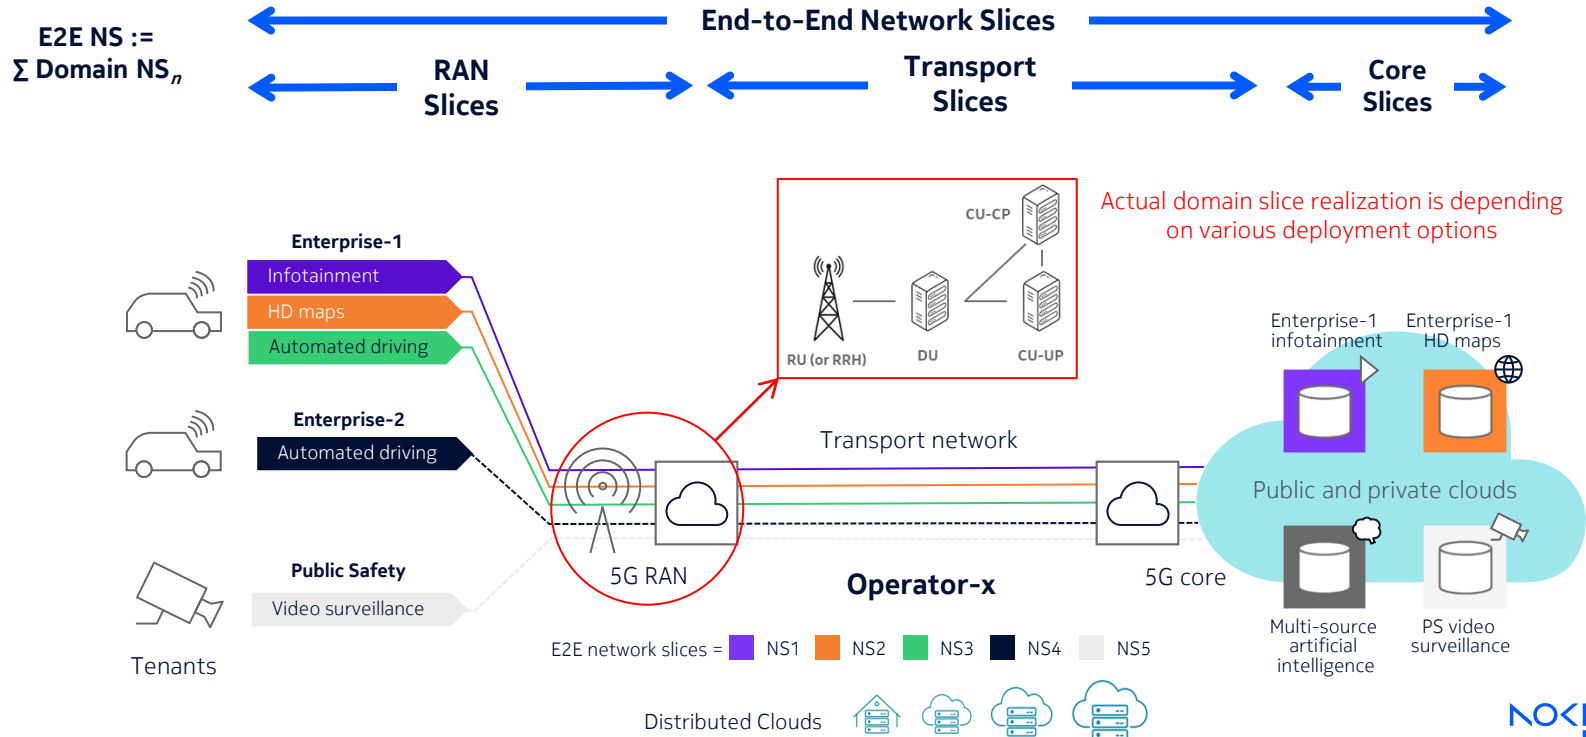 End-to-End Network Slices
E2E NS :=
Σ Domain NSn
RAN
Slices
Transport
Slices
Core
Slices
CU-CP
RU (or RRH)
DU
CU-UP
Actual domain slice realization is depending
on various deployment options
Enterprise-1
Infotainment
HD maps
Automated driving
Enterprise-2
Automated driving
Public Safety
Video surveillance
Tenants
Transport network
5G RAN
Operator-x
5G core
Enterprise-1
infotainment
Enterprise-1
HD maps
Public and private clouds
Multi-source
artificial
intelligence
PS video
surveillance
E2E network slices = NS1 NS2 NS3 NS4 NS5
Distributed Clouds